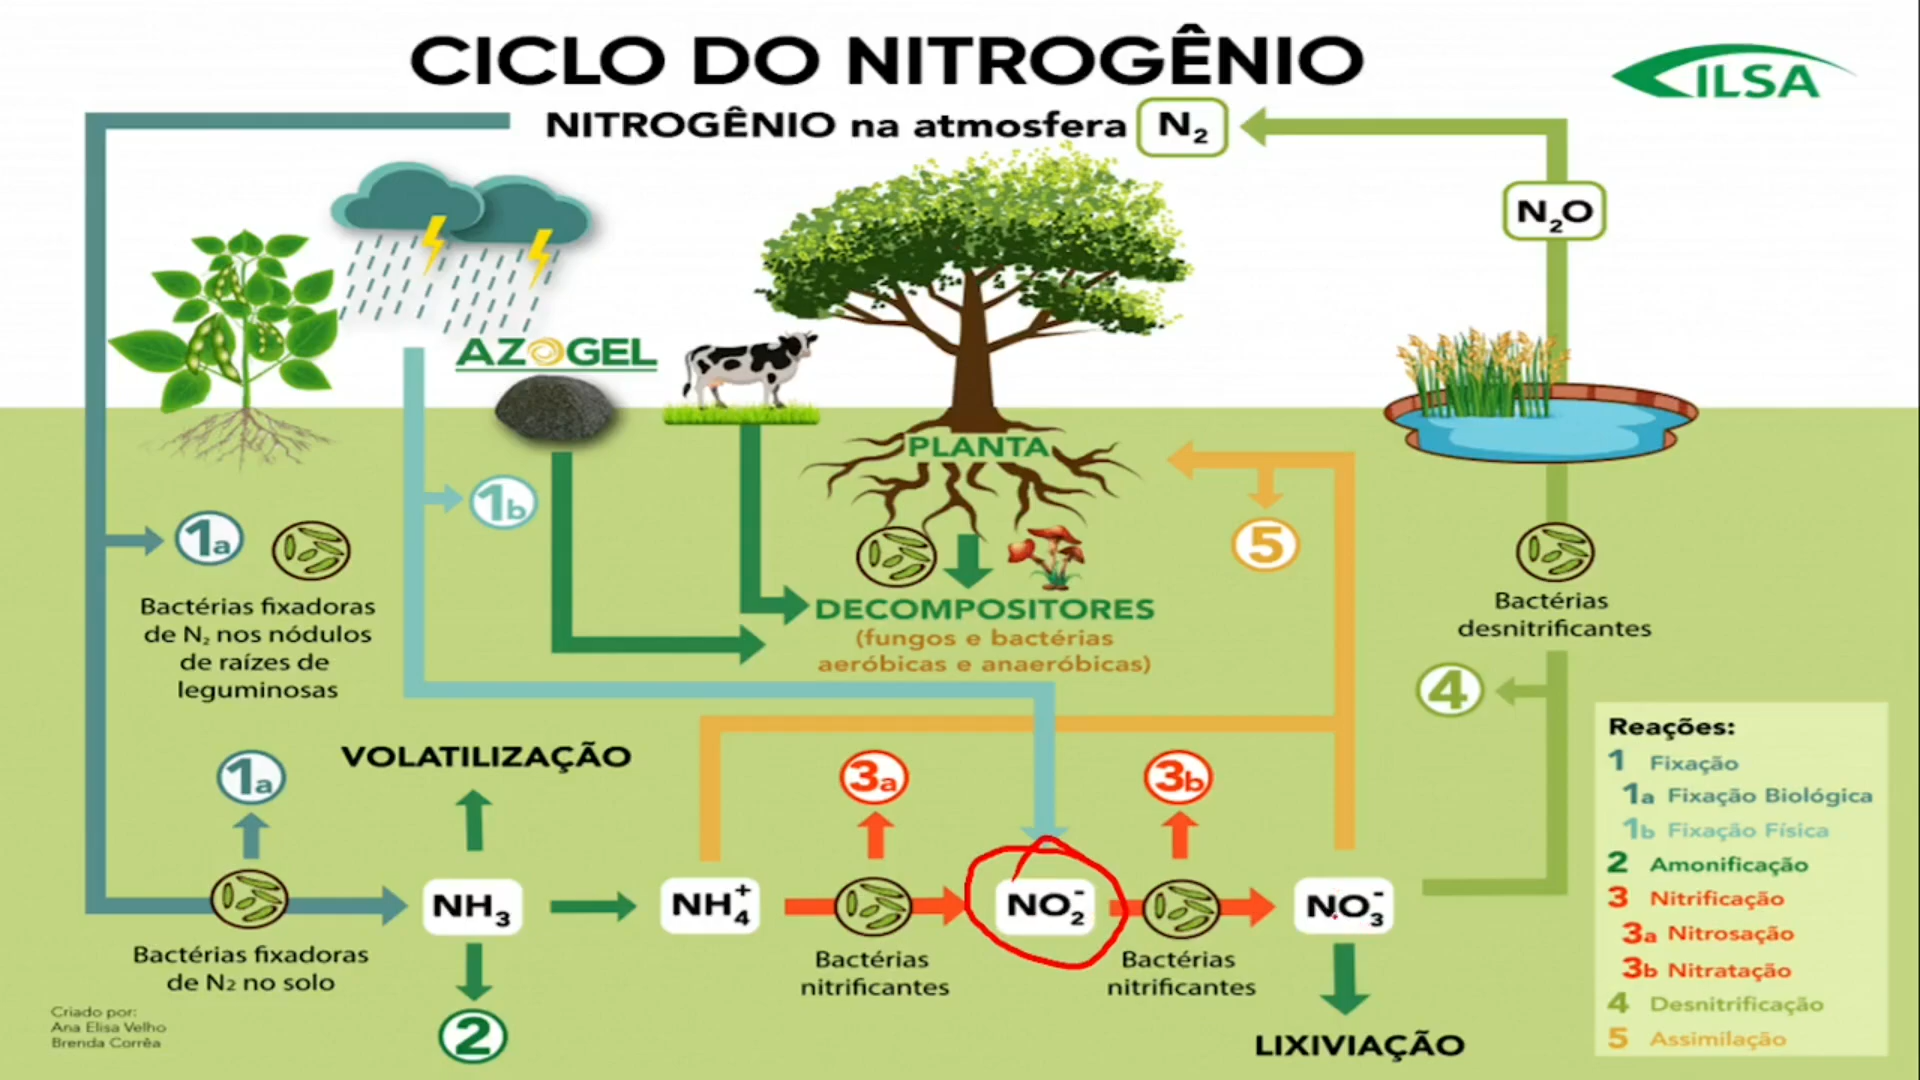 CICLO DO NITROGÊNIO
ILSA
NITROGÊNIO na atmosfera N₂
N₂O
AZOGEL
PLANTA
1b
1a
5
Bactérias fixadoras
de N₂ nos nódulos
de raízes de
leguminosas
DECOMPOSITORES
(fungos e bactérias
aeróbicas e anaeróbicas)
Bactérias
desnitrificantes
4
VOLATILIZAÇÃO
1a
3a
3b
NH₃
NH₄⁺
NO₂⁻
NO₃⁻
Bactérias fixadoras
de N2 no solo
Bactérias
nitrificantes
Bactérias
nitrificantes
2
LIXIVIAÇÃO
Criado por:
Ana Elisa Velho
Brenda Corrêa
Reações:
1 Fixação
1a Fixação Biológica
1b Fixação Física
2 Amonificação
3 Nitrificação
3a Nitrosação
3b Nitratação
4 Desnitrificação
5 Assimilação